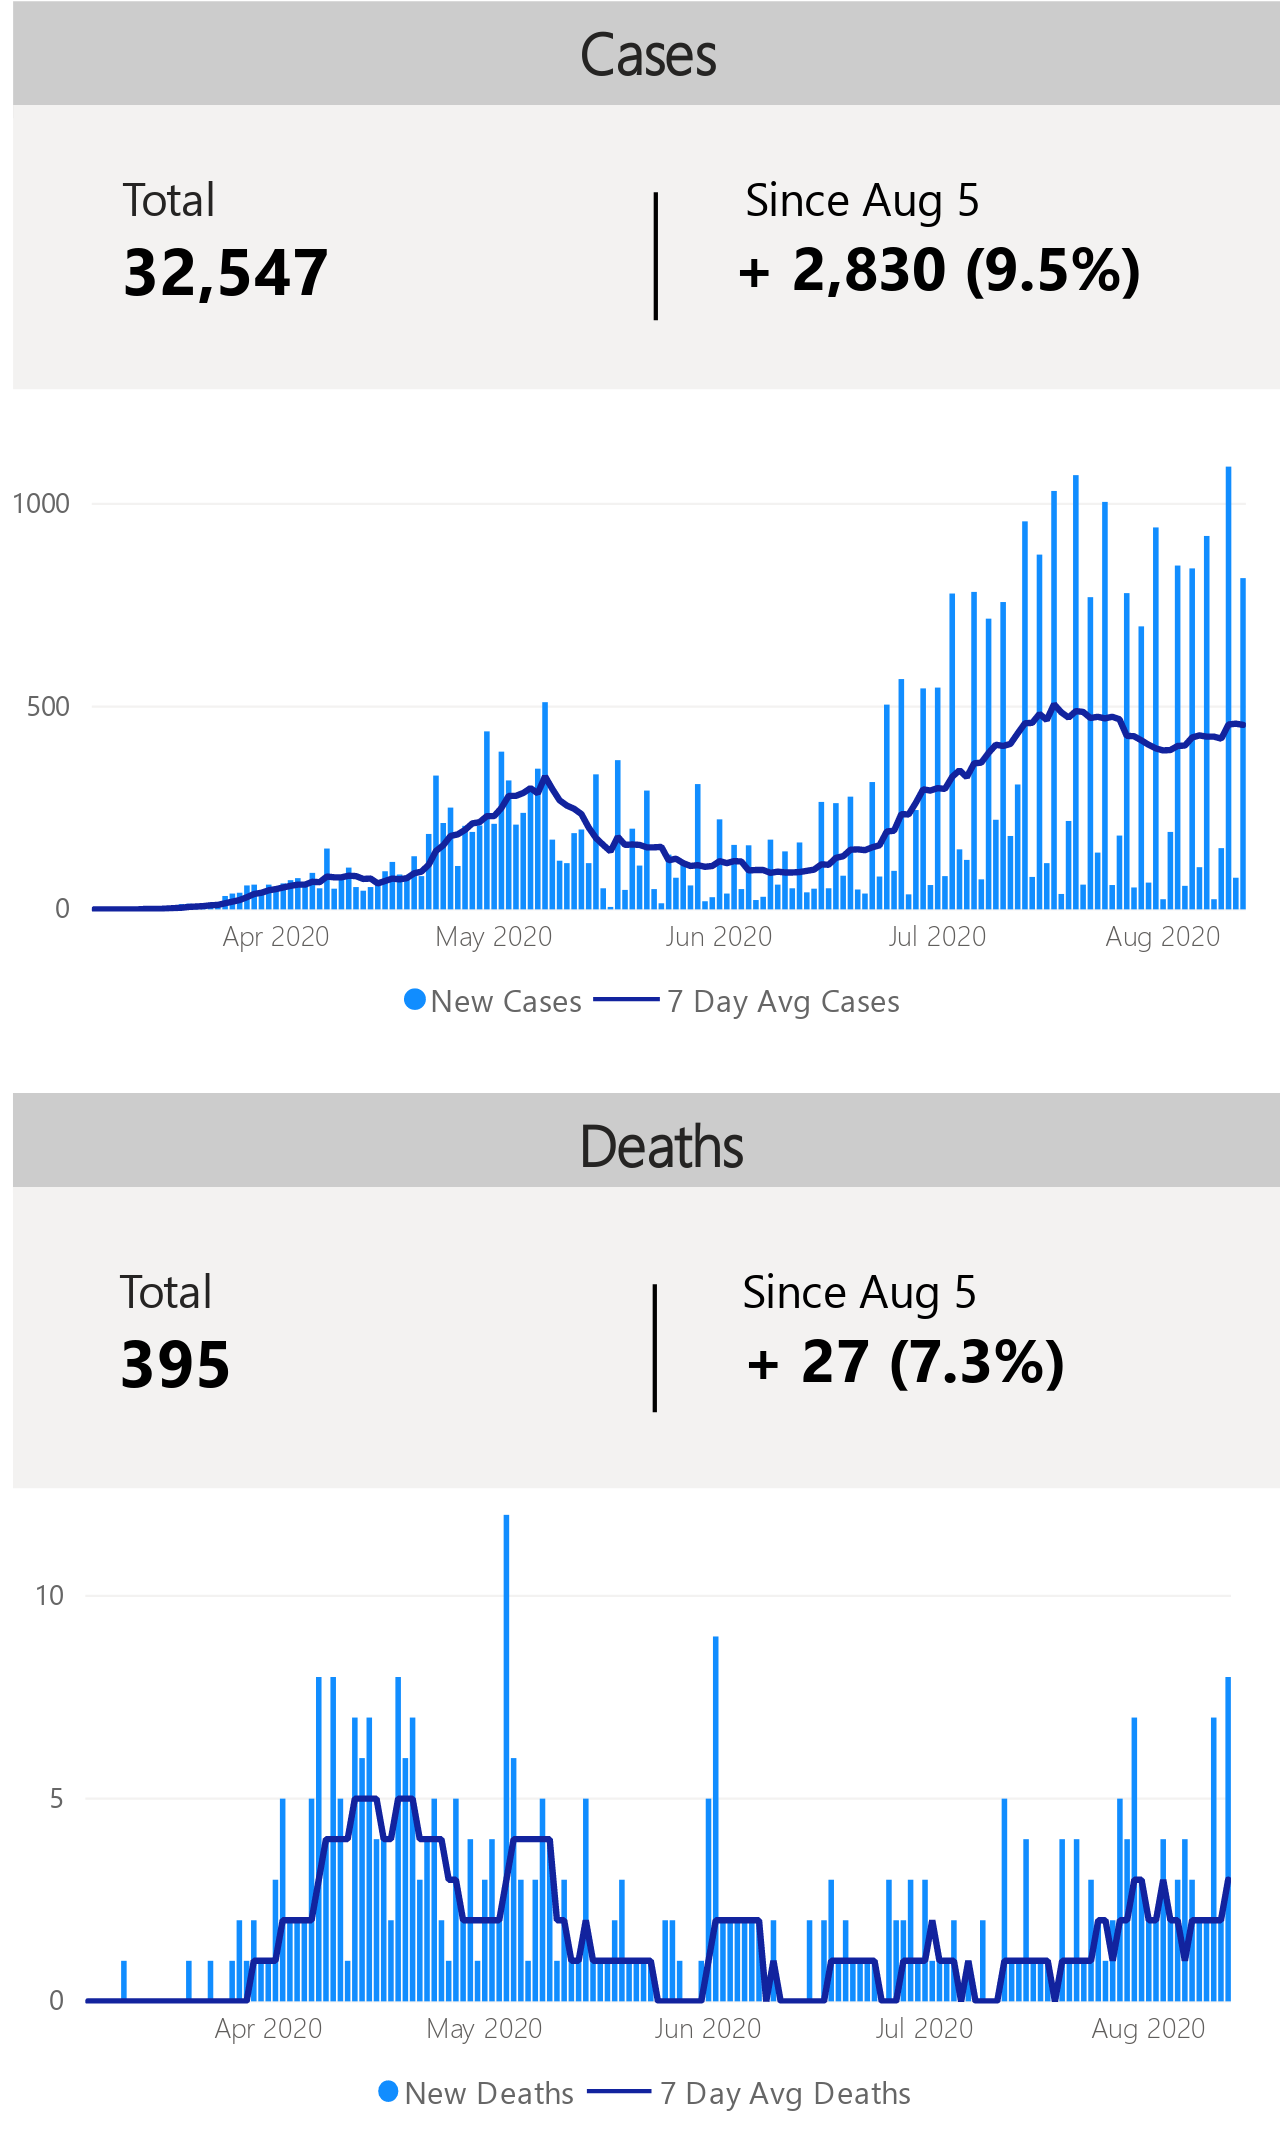 Cases
Total
Since Aug 5
32,547
+ 2,830 (9.5%)
1000
500
0
Apr 2020
May 2020
Jun 2020
Jul 2020
Aug 2020
New Cases
7 Day Avg Cases
Deaths
Total
Since Aug 5
395
+ 27 (7.3%)
10
5
0
Apr 2020
May 2020
Jun 2020
Jul 2020
Aug 2020
New Deaths
7 Day Avg Deaths